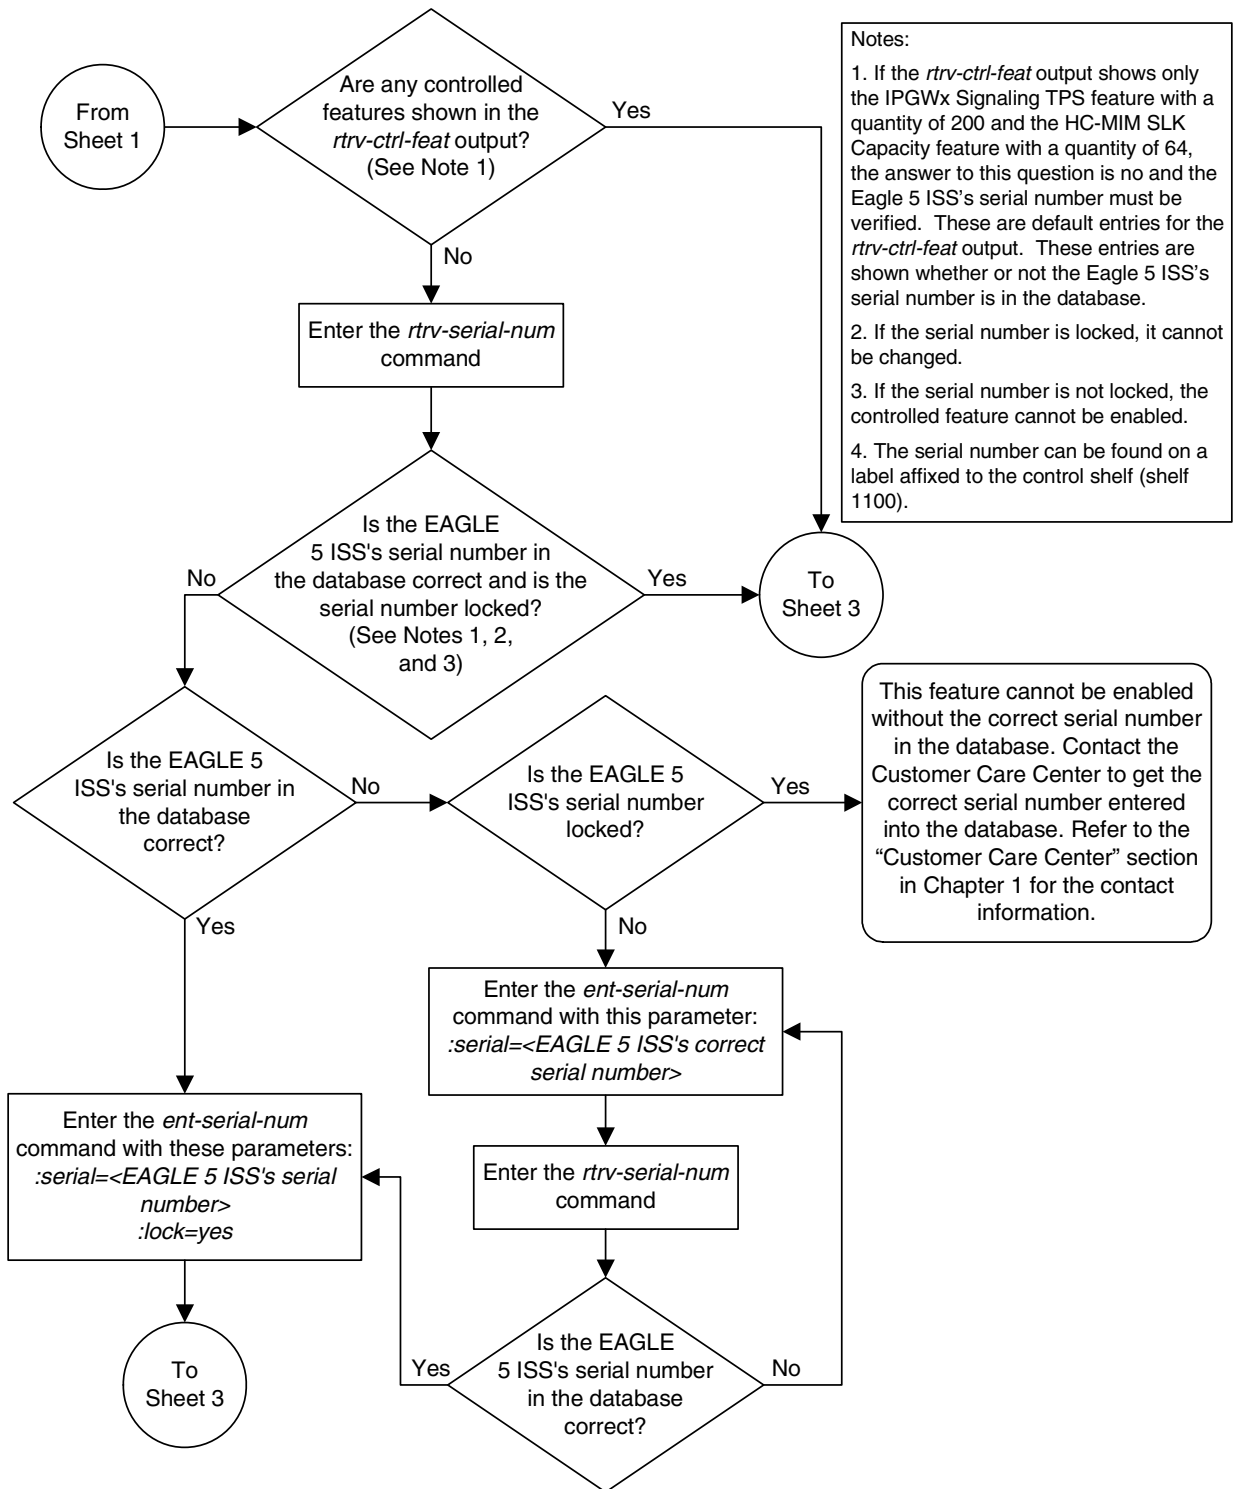 From
Sheet 1
Are any controlled
features shown in the
rtrv-ctrl-feat output?
(See Note 1)
Yes
No
Notes:
1. If the rtrv-ctrl-feat output shows only
the IPGWx Signaling TPS feature with a
quantity of 200 and the HC-MIM SLK
Capacity feature with a quantity of 64,
the answer to this question is no and the
Eagle 5 ISS's serial number must be
verified. These are default entries for the
rtrv-ctrl-feat output. These entries are
shown whether or not the Eagle 5 ISS's
serial number is in the database.
2. If the serial number is locked, it cannot
be changed.
3. If the serial number is not locked, the
controlled feature cannot be enabled.
4. The serial number can be found on a
label affixed to the control shelf (shelf
1100).
Enter the rtrv-serial-num
command
Is the EAGLE
5 ISS's serial number in
the database correct and is the
serial number locked?
(See Notes 1, 2,
and 3)
No
Yes
To
Sheet 3
Is the EAGLE 5
ISS's serial number in
the database
correct?
No
Yes
Is the EAGLE 5
ISS's serial number
locked?
Yes
No
This feature cannot be enabled
without the correct serial number
in the database. Contact the
Customer Care Center to get the
correct serial number entered
into the database. Refer to the
“Customer Care Center” section
in Chapter 1 for the contact
information.
Enter the ent-serial-num
command with this parameter:
:serial=<EAGLE 5 ISS's correct
serial number>
Enter the ent-serial-num
command with these parameters:
:serial=<EAGLE 5 ISS's serial
number>
:lock=yes
Enter the rtrv-serial-num
command
Is the EAGLE
5 ISS's serial number
in the database
correct?
Yes
No
To
Sheet 3